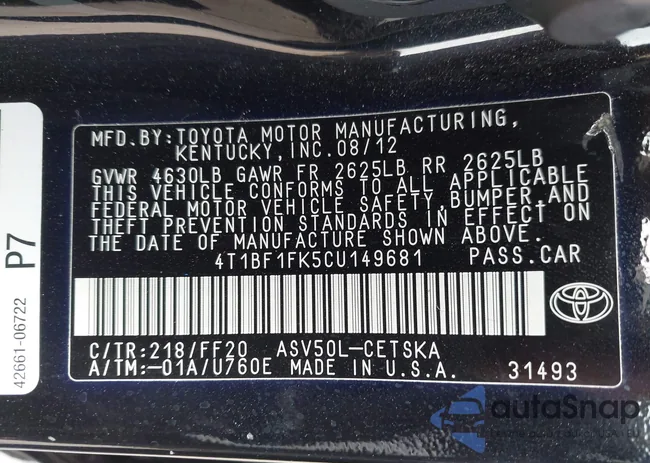 MFD.BY:TOYOTA MOTOR MANUFACTURING,
KENTUCKY, INC.08/12
GVWR 4630LB GAWR FR 2625LB RR 2625LB
THIS VEHICLE CONFORMS TO ALL APPLICABLE
FEDERAL MOTOR VEHICLE SAFETY, BUMPER, AND
THEFT PREVENTION STANDARDS IN EFFECT ON
THE DATE OF MANUFACTURE SHOWN ABOVE.
4T1BF1FK5CU149681 PASS.CAR
C/TR:218/FF20 ASV50L-CETSKA
A/TM:-01A/U760E MADE IN U.S.A. 31493
P7
42661-06722
autoSnap